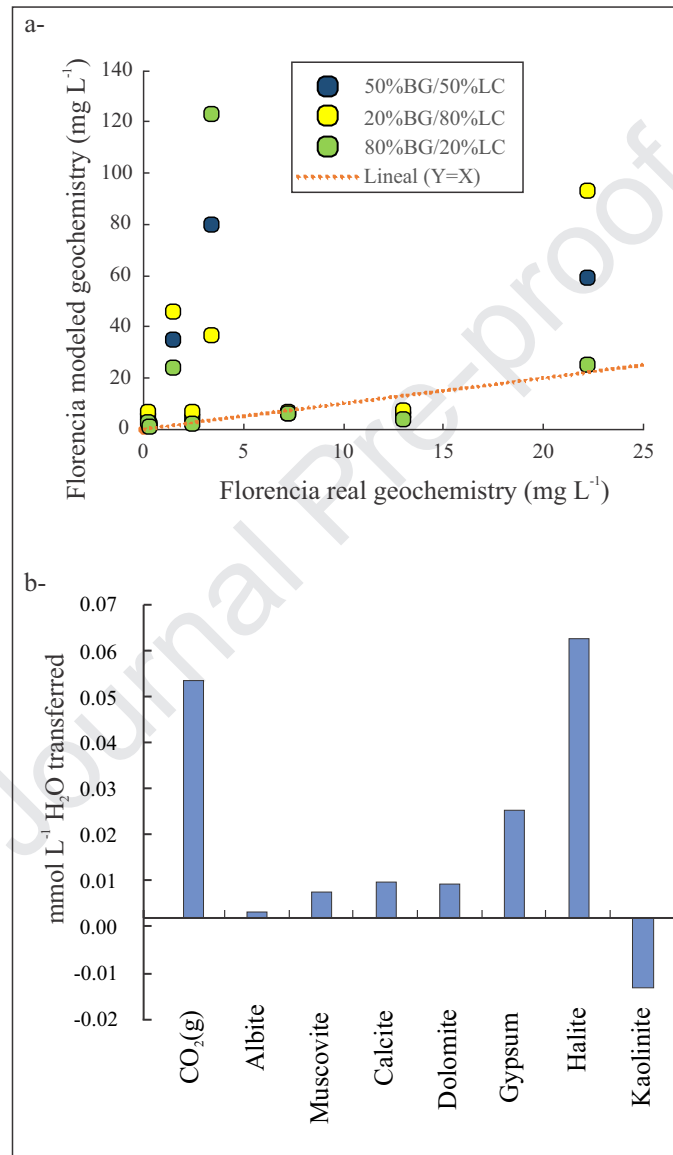 a-
Florencia modeled geochemistry (mg L-1)
140
120
100
80
60
40
20
0
50%BG/50%LC
20%BG/80%LC
80%BG/20%LC
Lineal (Y=X)
0 5 10 15 20 25
Florencia real geochemistry (mg L-1)
Journal Pre-proof
b-
mmol L-1 H2O transferred
0.07
0.06
0.05
0.04
0.03
0.02
0.01
0.00
-0.01
-0.02
CO2(g)
Albite
Muscovite
Calcite
Dolomite
Gypsum
Halite
Kaolinite